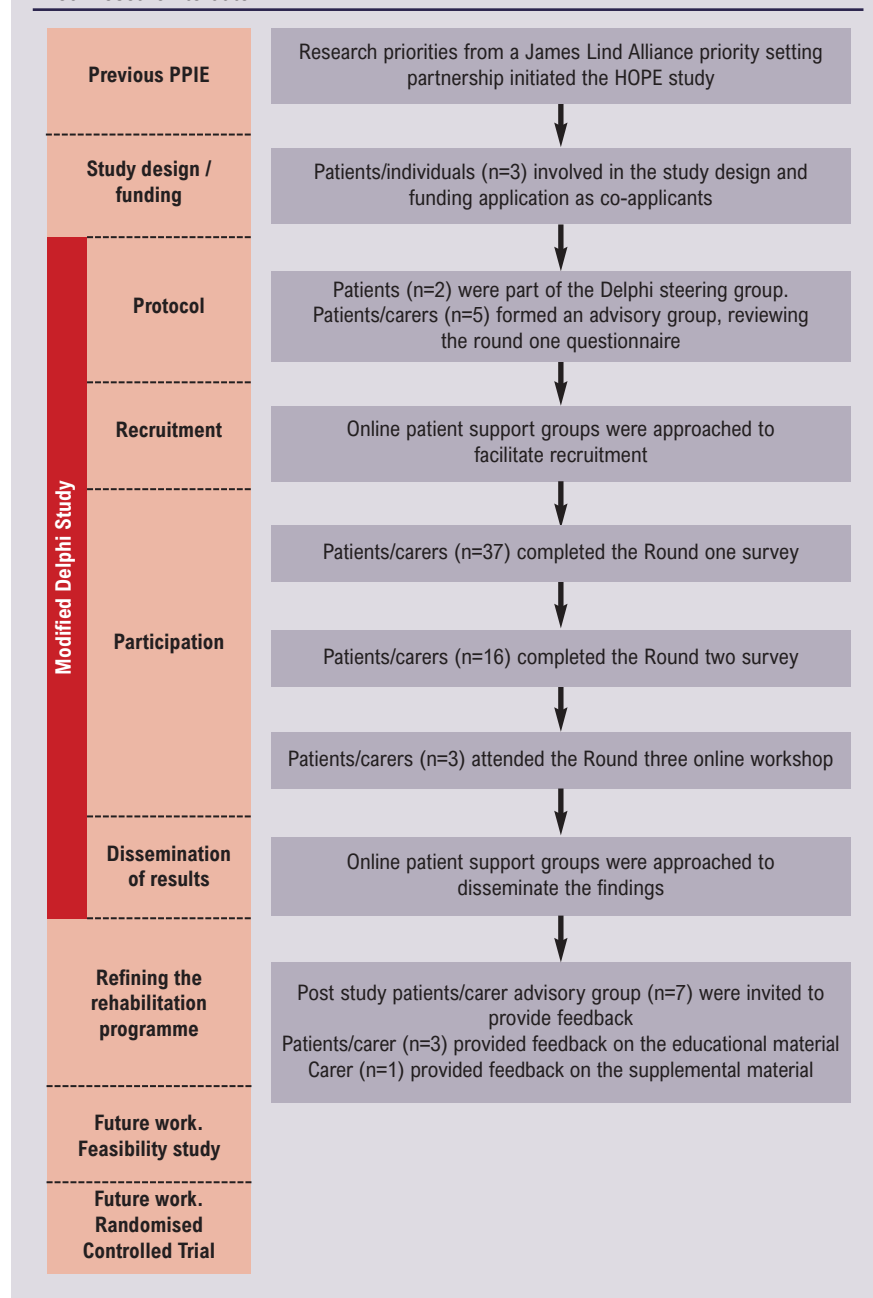 Previous PPIE
Research priorities from a James Lind Alliance priority setting
partnership initiated the HOPE study
Study design /
funding
Patients/individuals (n=3) involved in the study design and
funding application as co-applicants
Modified Delphi Study
Protocol
Patients (n=2) were part of the Delphi steering group.
Patients/carers (n=5) formed an advisory group, reviewing
the round one questionnaire
Recruitment
Online patient support groups were approached to
facilitate recruitment
Participation
Patients/carers (n=37) completed the Round one survey
Patients/carers (n=16) completed the Round two survey
Patients/carers (n=3) attended the Round three online workshop
Dissemination
of results
Online patient support groups were approached to
disseminate the findings
Refining the
rehabilitation
programme
Post study patients/carer advisory group (n=7) were invited to
provide feedback
Patients/carer (n=3) provided feedback on the educational material
Carer (n=1) provided feedback on the supplemental material
Future work.
Feasibility study
Future work.
Randomised
Controlled Trial